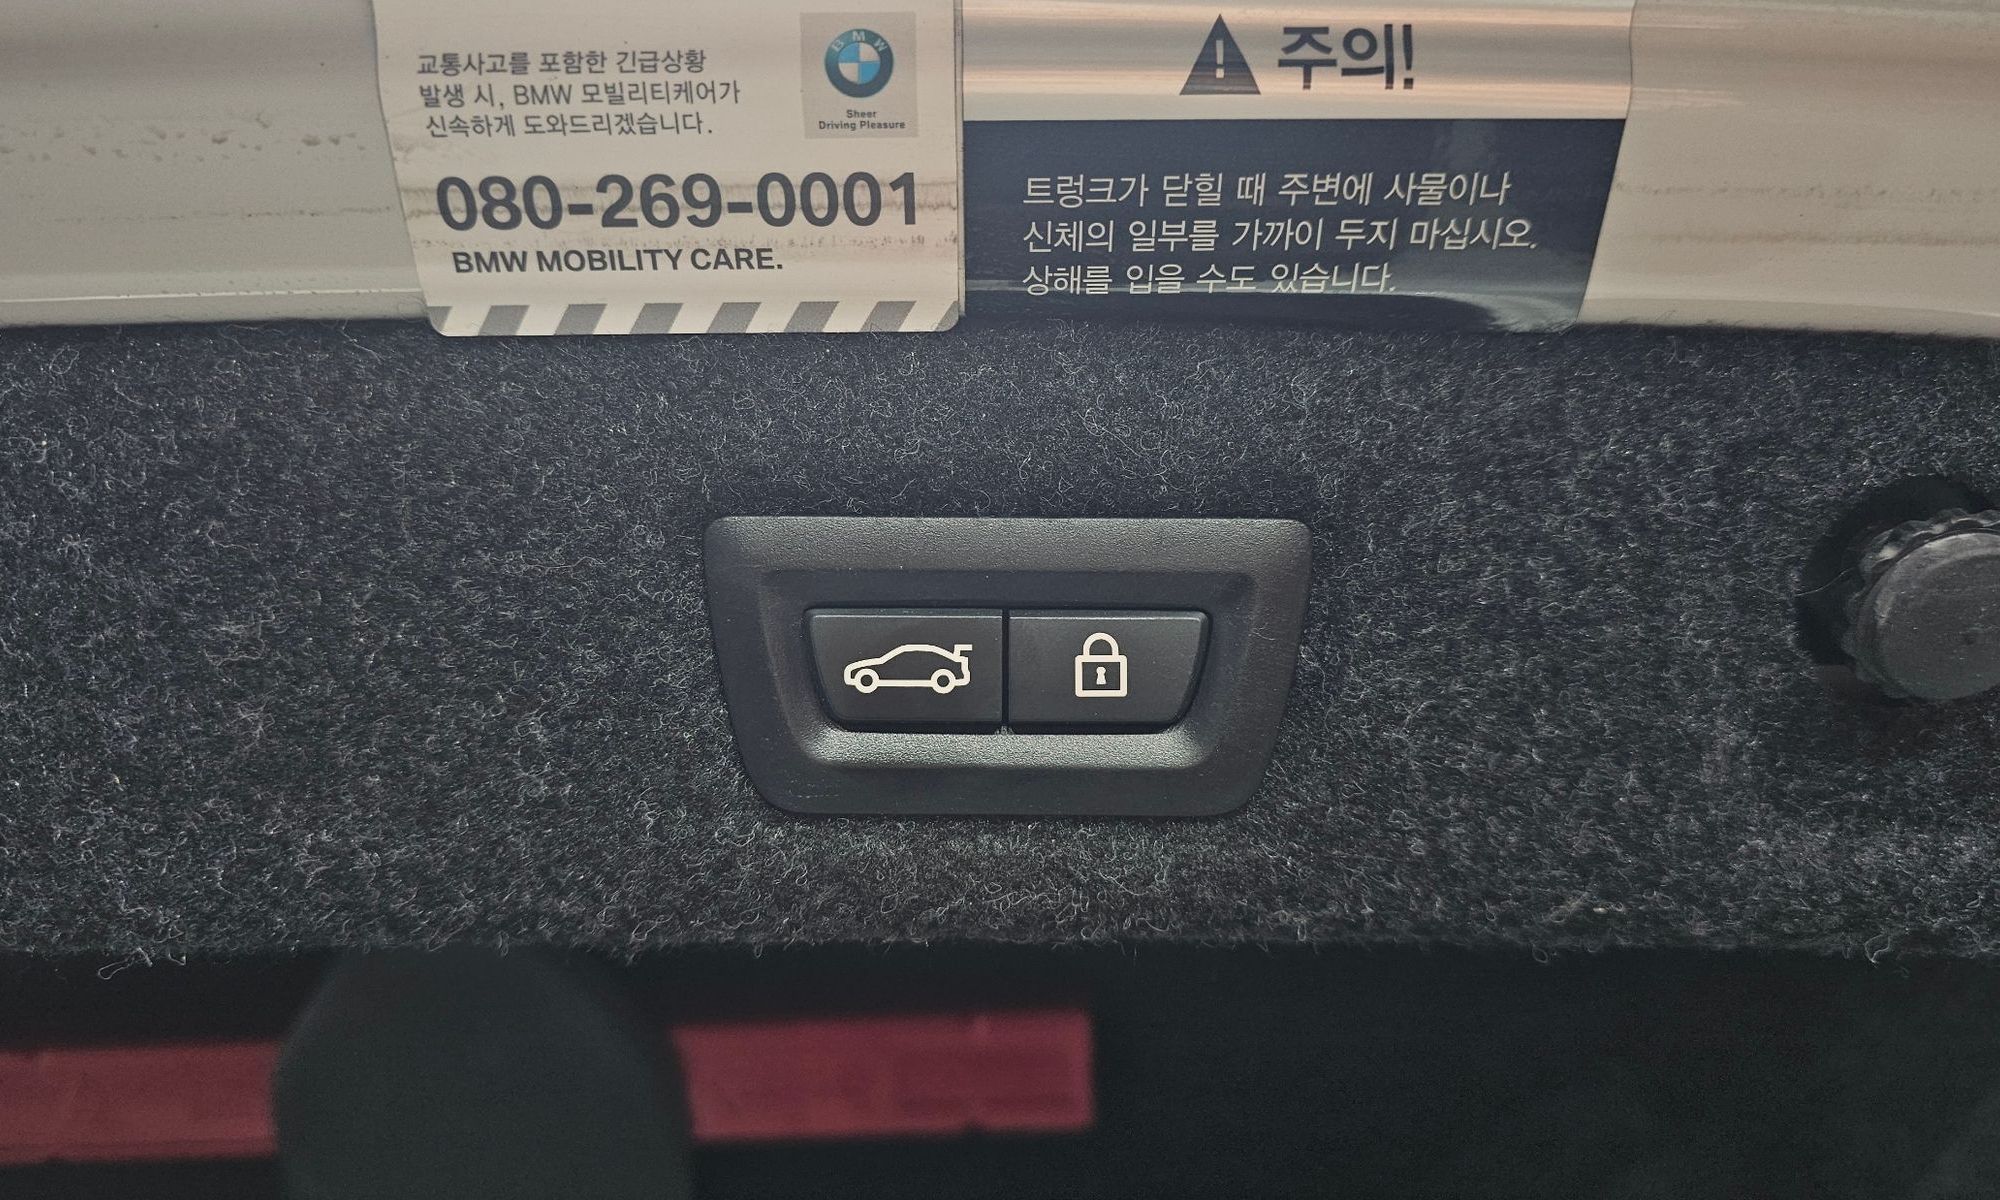 교통사고를 포함한 긴급상황
발생 시, BMW 모빌리티케어가
신속하게 도와드리겠습니다.
BMW
Sheer
Driving Pleasure
080-269-0001
BMW MOBILITY CARE.
주의!
트렁크가 닫힐 때 주변에 사물이나
신체의 일부를 가까이 두지 마십시오.
상해를 입을 수도 있습니다.